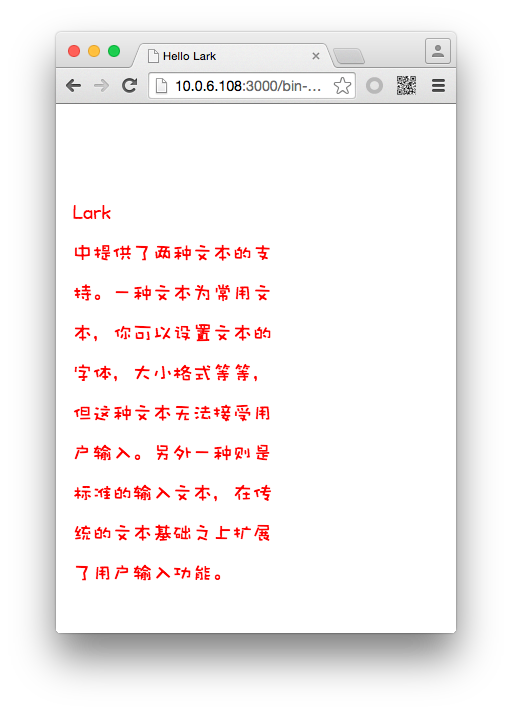 Hello Lark
10.0.6.108:3000/bin-...
Lark
中提供了两种文本的支
持。一种文本为常用文
本，你可以设置文本的
字体，大小格式等等，
但这种文本无法接受用
户输入。另外一种则是
标准的输入文本，在传
统的文本基础之上扩展
了用户输入功能。